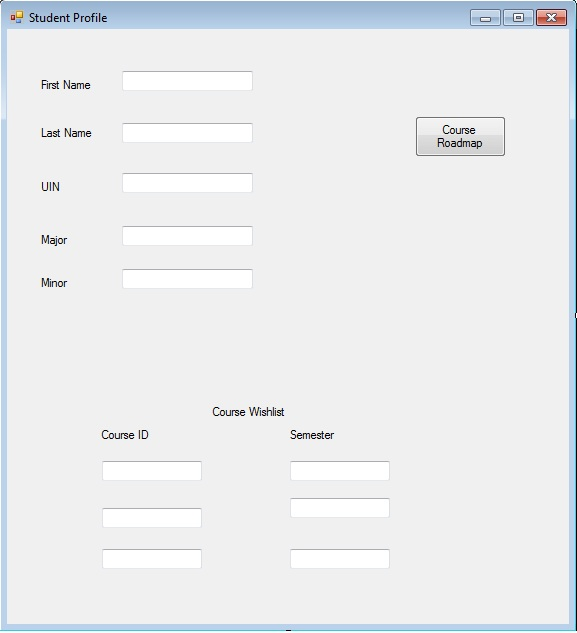 Student Profile
First Name
Last Name
Course
Roadmap
UIN
Major
Minor
Course Wishlist
Course ID
Semester